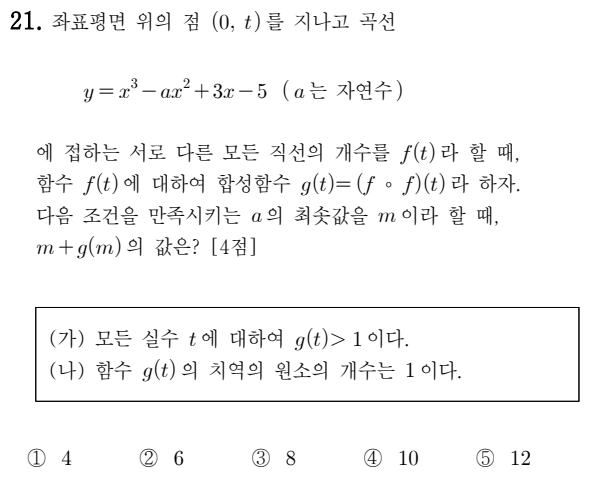 21. 좌표평면 위의 점 (0, t)를 지나고 곡선
y=x³-ax²+3x-5 (a는 자연수)
에 접하는 서로 다른 모든 직선의 개수를 f(t)라 할 때,
함수 f(t)에 대하여 합성함수 g(t)=(f ∘ f)(t)라 하자.
다음 조건을 만족시키는 a의 최솟값을 m이라 할 때,
m+g(m)의 값은? [4점]
(가) 모든 실수 t에 대하여 g(t)>1이다.
(나) 함수 g(t)의 치역의 원소의 개수는 1이다.
① 4 ② 6 ③ 8 ④ 10 ⑤ 12